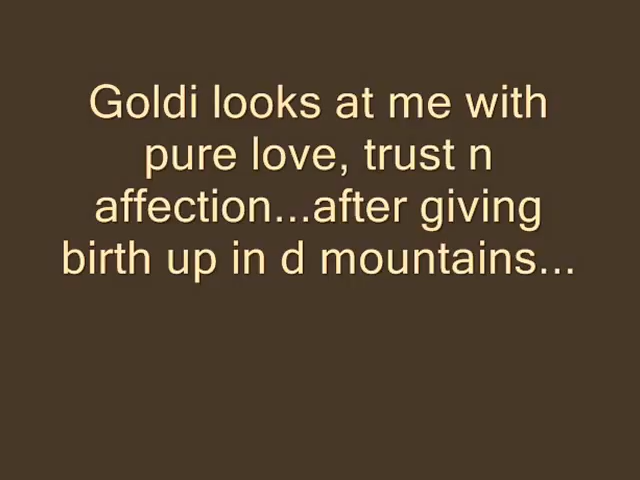 Goldi looks at me with
pure love, trust n
affection...after giving
birth up in d mountains...